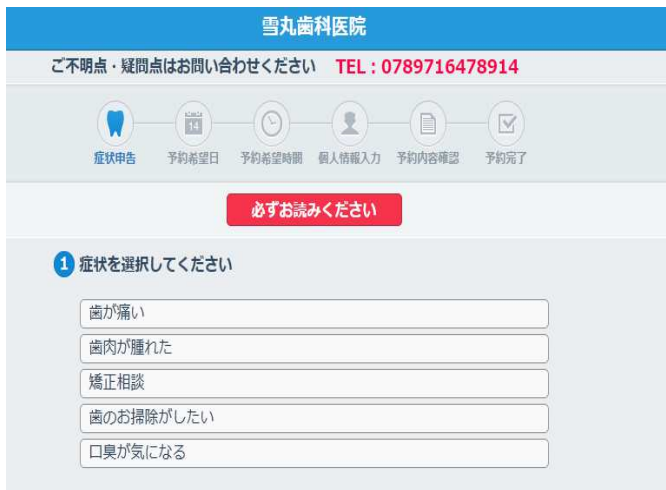 雪丸歯科医院
ご不明点・疑問点はお問い合わせください TEL：0789716478914
14
症状申告 予約希望日 予約希望時間 個人情報入力 予約内容確認 予約完了
必ずお読みください
1 症状を選択してください
歯が痛い
歯肉が腫れた
矯正相談
歯のお掃除がしたい
口臭が気になる